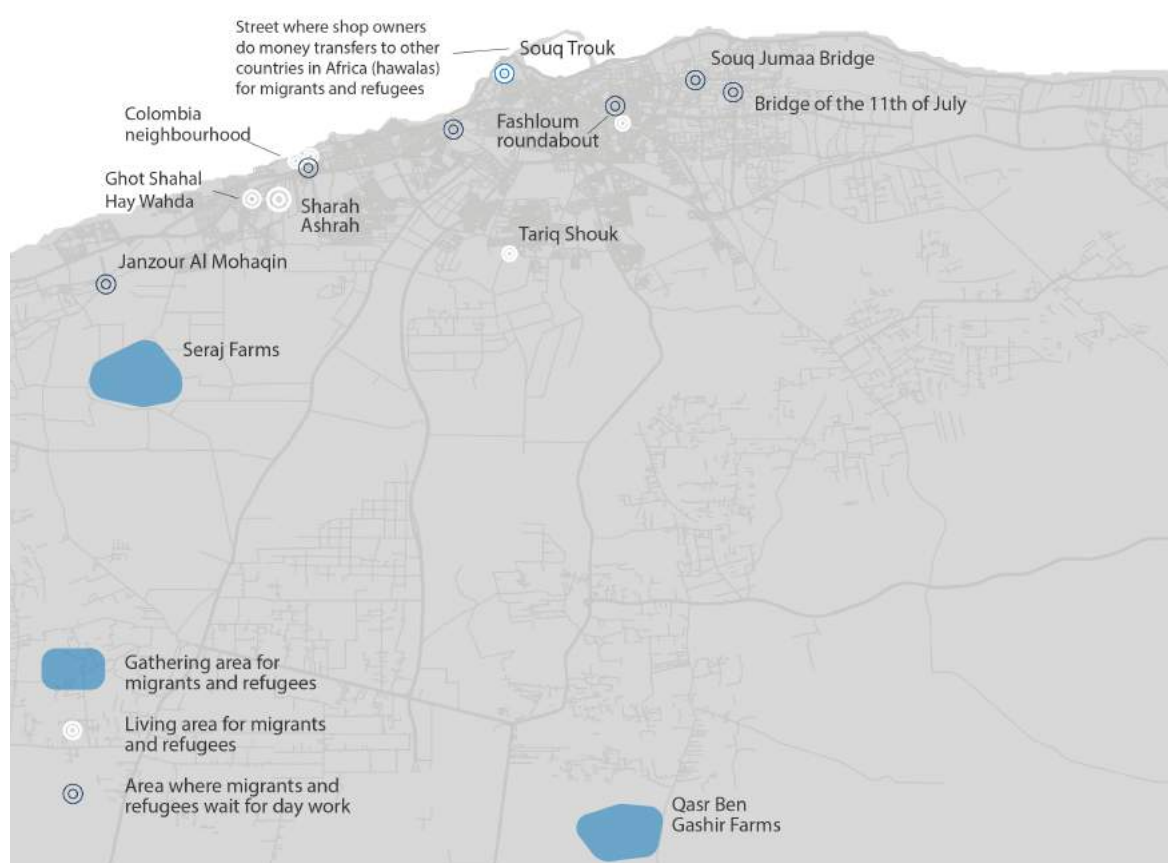 Street where shop owners
do money transfers to other
countries in Africa (hawalas)
for migrants and refugees
Souq Trouk
Souq Jumaa Bridge
Bridge of the 11th of July
Colombia
neighbourhood
Fashloum
roundabout
Ghot Shahal
Hay Wahda
Sharah
Ashrah
Tariq Shouk
Janzour Al Mohaqin
Seraj Farms
Gathering area for
migrants and refugees
Living area for migrants
and refugees
Area where migrants and
refugees wait for day work
Qasr Ben
Gashir Farms